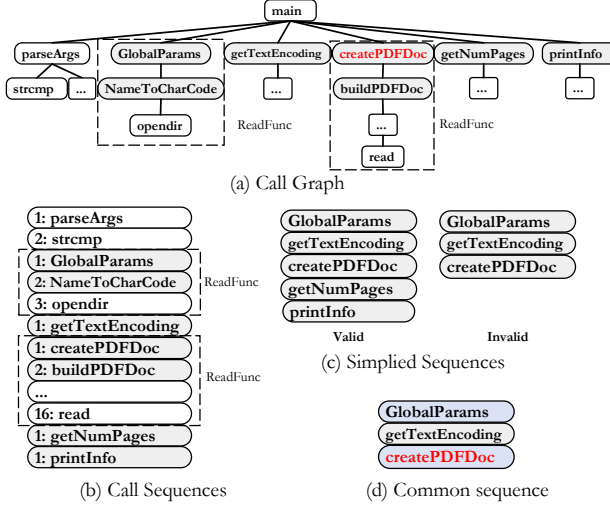 main
parseArgs GlobalParams getTextEncoding createPDFDoc getNumPages printInfo
strcmp ... NameToCharCode ... buildPDFDoc ... ...
opendir ReadFunc ... ReadFunc
read
(a) Call Graph
1: parseArgs
2: strcmp
1: GlobalParams
2: NameToCharCode
3: opendir
ReadFunc
1: getTextEncoding
1: createPDFDoc
2: buildPDFDoc
...
16: read
ReadFunc
1: getNumPages
1: printInfo
(b) Call Sequences
GlobalParams
getTextEncoding
createPDFDoc
getNumPages
printInfo
Valid
GlobalParams
getTextEncoding
createPDFDoc
Invalid
(c) Simplied Sequences
GlobalParams
getTextEncoding
createPDFDoc
(d) Common sequence